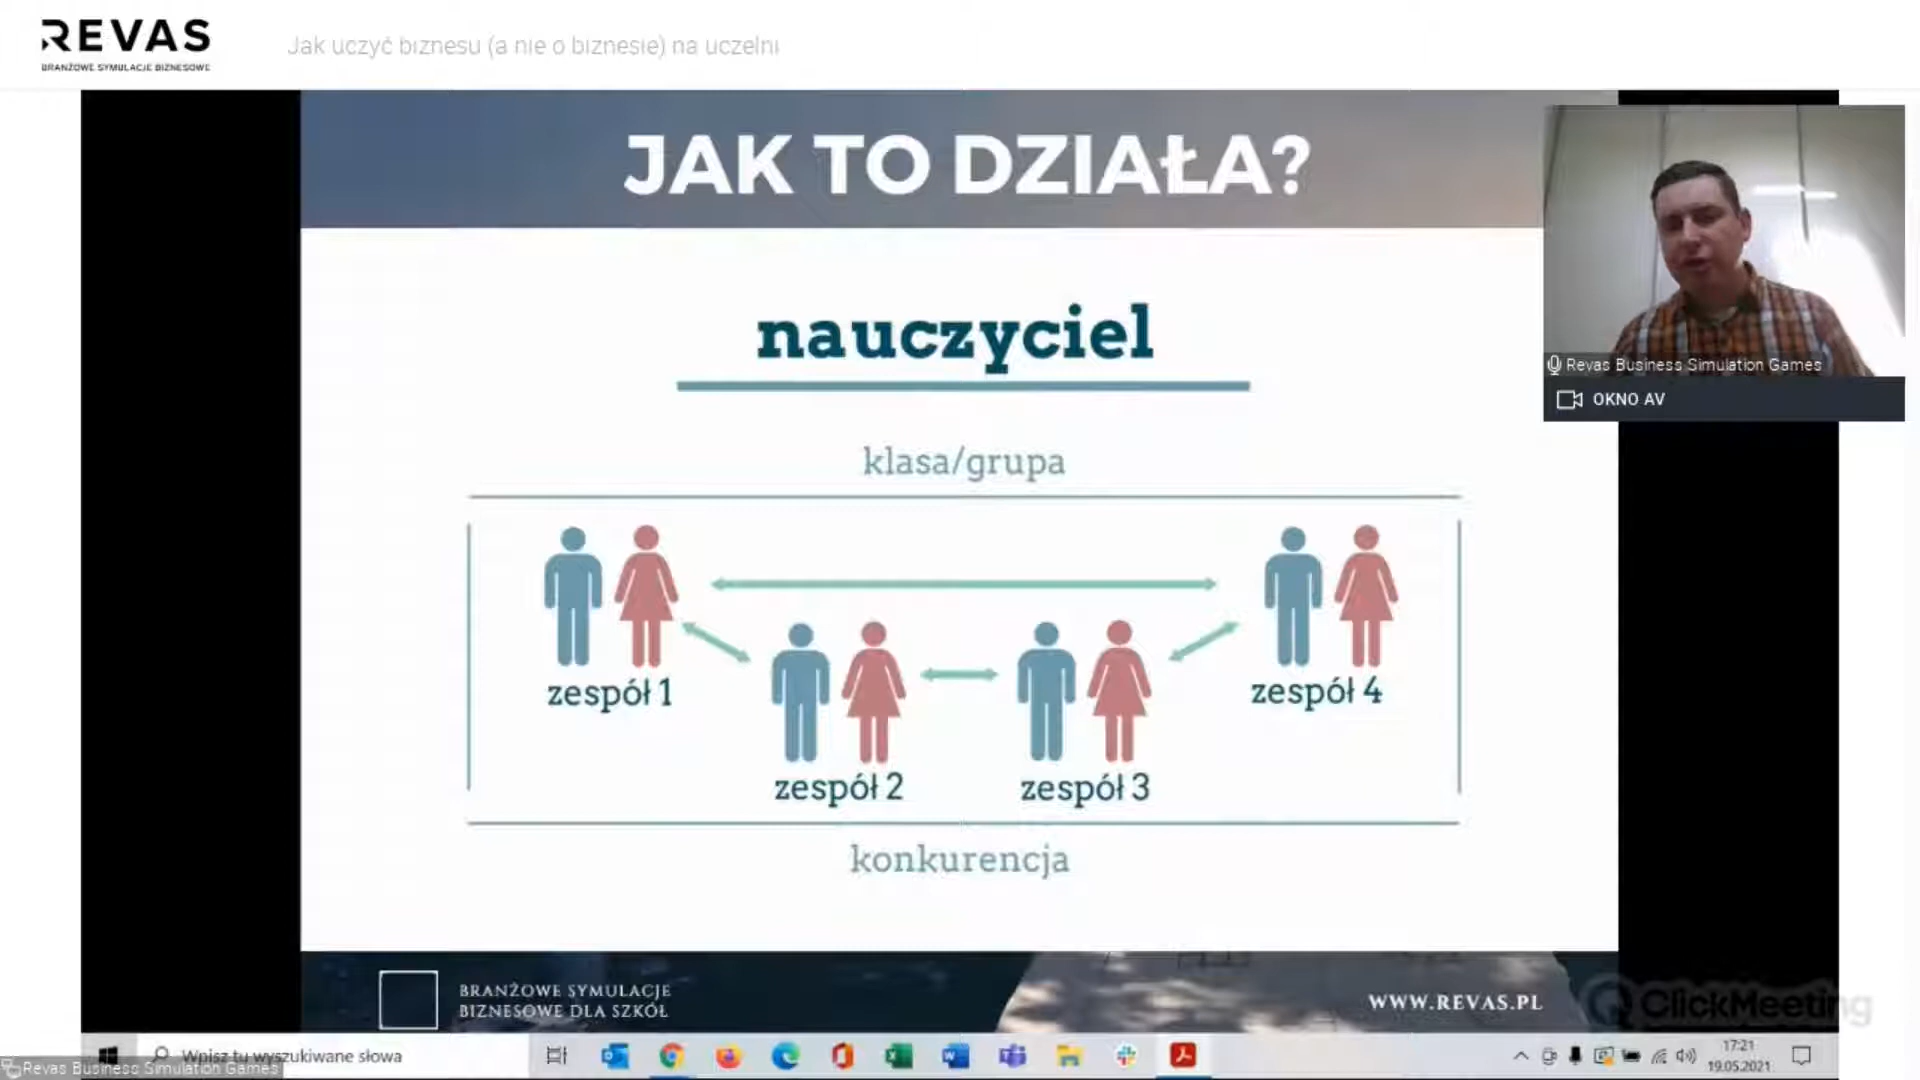 REVAS
BRANŻOWE SYMULACJE BIZNESOWE
Jak uczyć biznesu (a nie o biznesie) na uczelni
JAK TO DZIAŁA?
nauczyciel
klasa/grupa
zespół 1
zespół 2
zespół 3
zespół 4
konkurencja
Revas Business Simulation Games
OKNO AV
BRANŻOWE SYMULACJE
BIZNESOWE DLA SZKÓŁ
WWW.REVAS.PL
ClickMeeting
Wpisz tu wyszukiwane słowa
Revas Business Simulation Games
17:21
19.05.2021